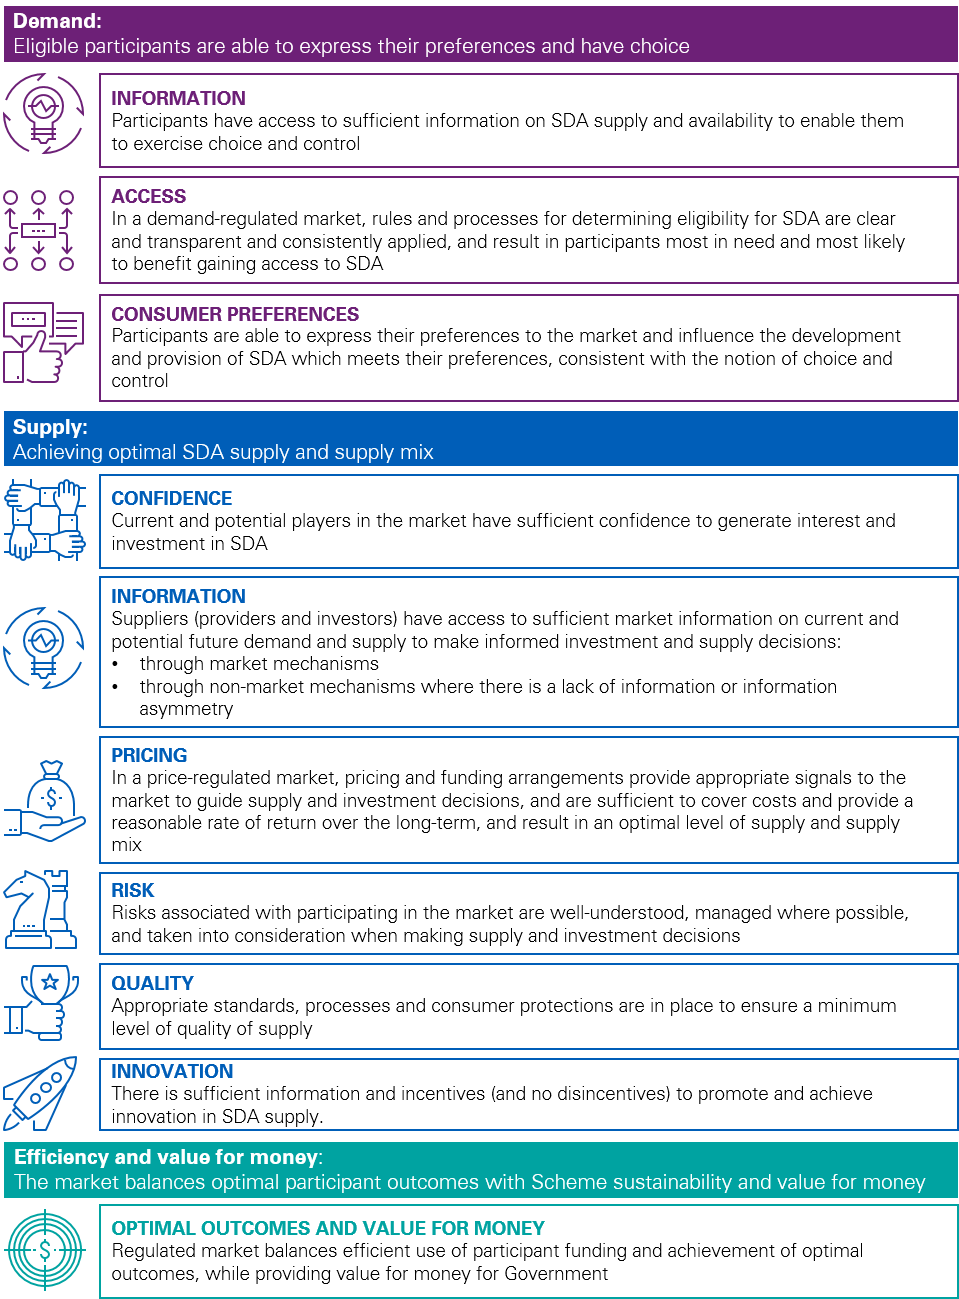 Demand:
Eligible participants are able to express their preferences and have choice
INFORMATION
Participants have access to sufficient information on SDA supply and availability to enable them
to exercise choice and control
ACCESS
In a demand-regulated market, rules and processes for determining eligibility for SDA are clear
and transparent and consistently applied, and result in participants most in need and most likely
to benefit gaining access to SDA
CONSUMER PREFERENCES
Participants are able to express their preferences to the market and influence the development
and provision of SDA which meets their preferences, consistent with the notion of choice and
control
Supply:
Achieving optimal SDA supply and supply mix
CONFIDENCE
Current and potential players in the market have sufficient confidence to generate interest and
investment in SDA
INFORMATION
Suppliers (providers and investors) have access to sufficient market information on current and
potential future demand and supply to make informed investment and supply decisions:
• through market mechanisms
• through non-market mechanisms where there is a lack of information or information
asymmetry
PRICING
In a price-regulated market, pricing and funding arrangements provide appropriate signals to the
market to guide supply and investment decisions, and are sufficient to cover costs and provide a
reasonable rate of return over the long-term, and result in an optimal level of supply and supply
mix
RISK
Risks associated with participating in the market are well-understood, managed where possible,
and taken into consideration when making supply and investment decisions
QUALITY
Appropriate standards, processes and consumer protections are in place to ensure a minimum
level of quality of supply
INNOVATION
There is sufficient information and incentives (and no disincentives) to promote and achieve
innovation in SDA supply.
Efficiency and value for money:
The market balances optimal participant outcomes with Scheme sustainability and value for money
OPTIMAL OUTCOMES AND VALUE FOR MONEY
Regulated market balances efficient use of participant funding and achievement of optimal
outcomes, while providing value for money for Government